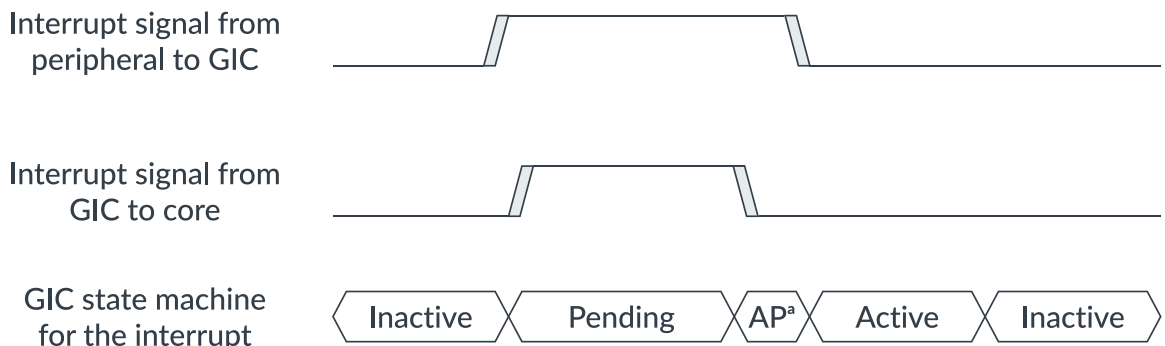 Interrupt signal from
peripheral to GIC
Interrupt signal from
GIC to core
GIC state machine
for the interrupt
Inactive
Pending
APᵃ
Active
Inactive